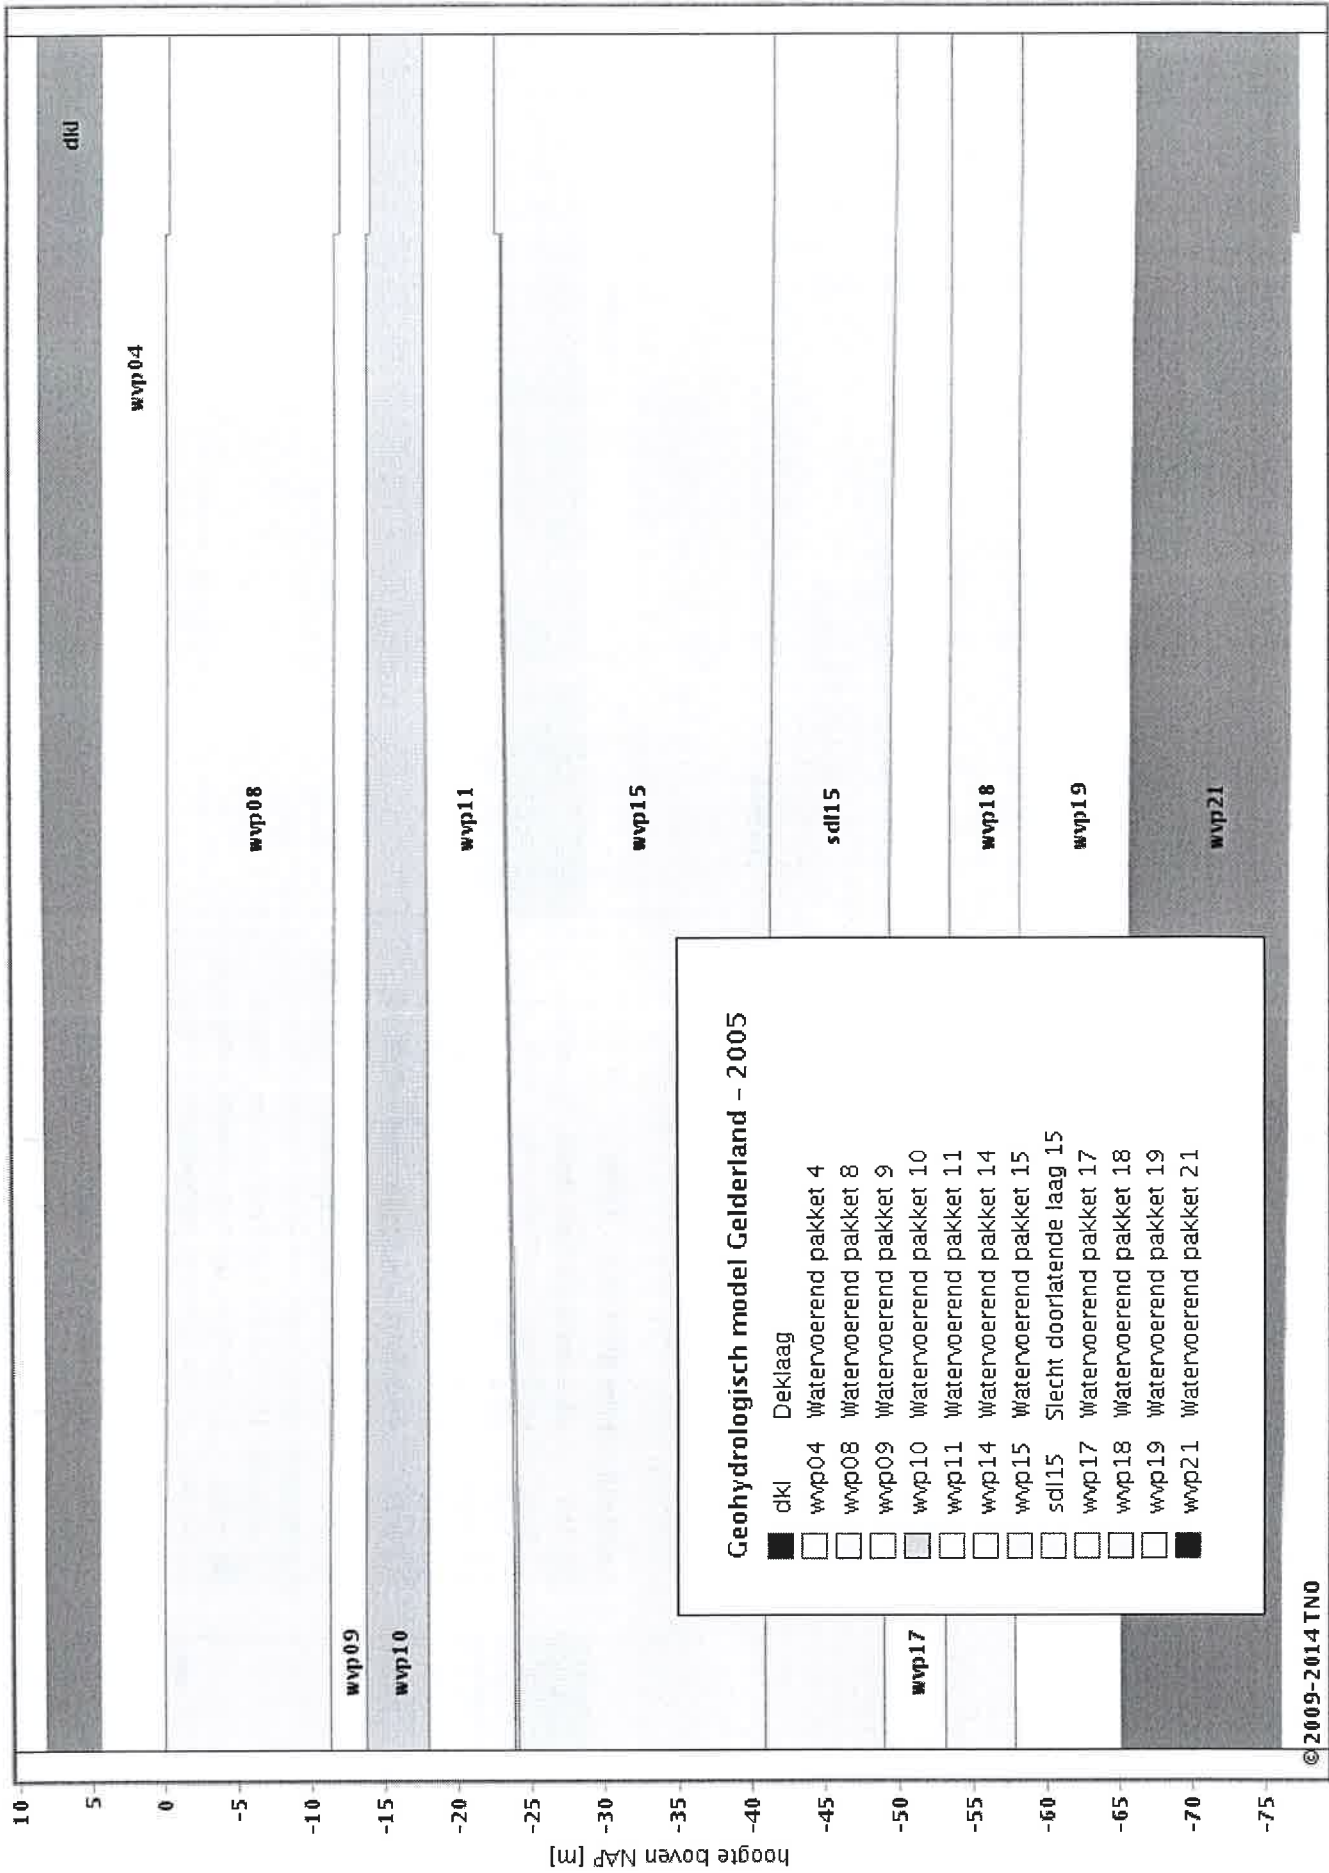 dkl
wvp04
wvp08
wvp09
wvp10
wvp11
wvp15
sdl15
wvp17
wvp18
wvp19
wvp21
10
5
0
-5
-10
-15
-20
-25
-30
-35
-40
-45
-50
-55
-60
-65
-70
-75
hoogte boven NAP [m]
Geohydrologisch model Gelderland - 2005
dkl Deklaag
wvp04 Watervoerend pakket 4
wvp08 Watervoerend pakket 8
wvp09 Watervoerend pakket 9
wvp10 Watervoerend pakket 10
wvp11 Watervoerend pakket 11
wvp14 Watervoerend pakket 14
wvp15 Watervoerend pakket 15
sdl15 Slecht doorlatende laag 15
wvp17 Watervoerend pakket 17
wvp18 Watervoerend pakket 18
wvp19 Watervoerend pakket 19
wvp21 Watervoerend pakket 21
©2009-2014 TNO